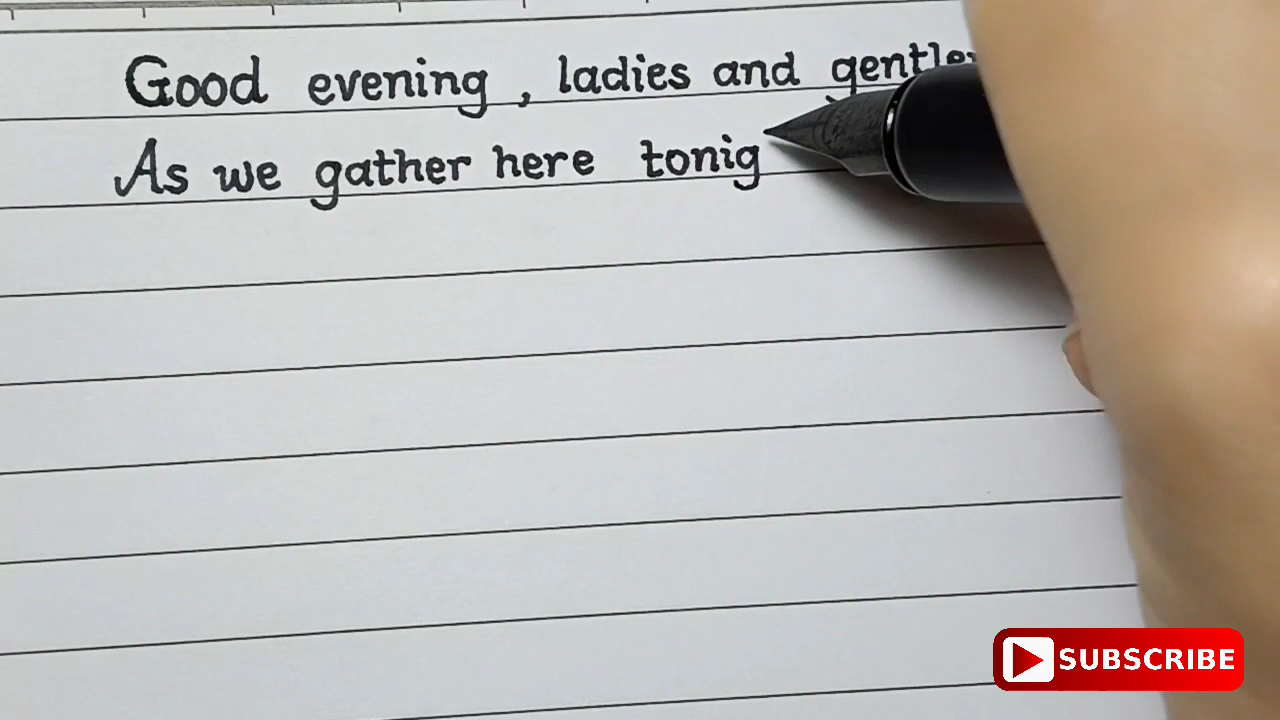 Good evening, ladies and gentle
As we gather here tonig
SUBSCRIBE